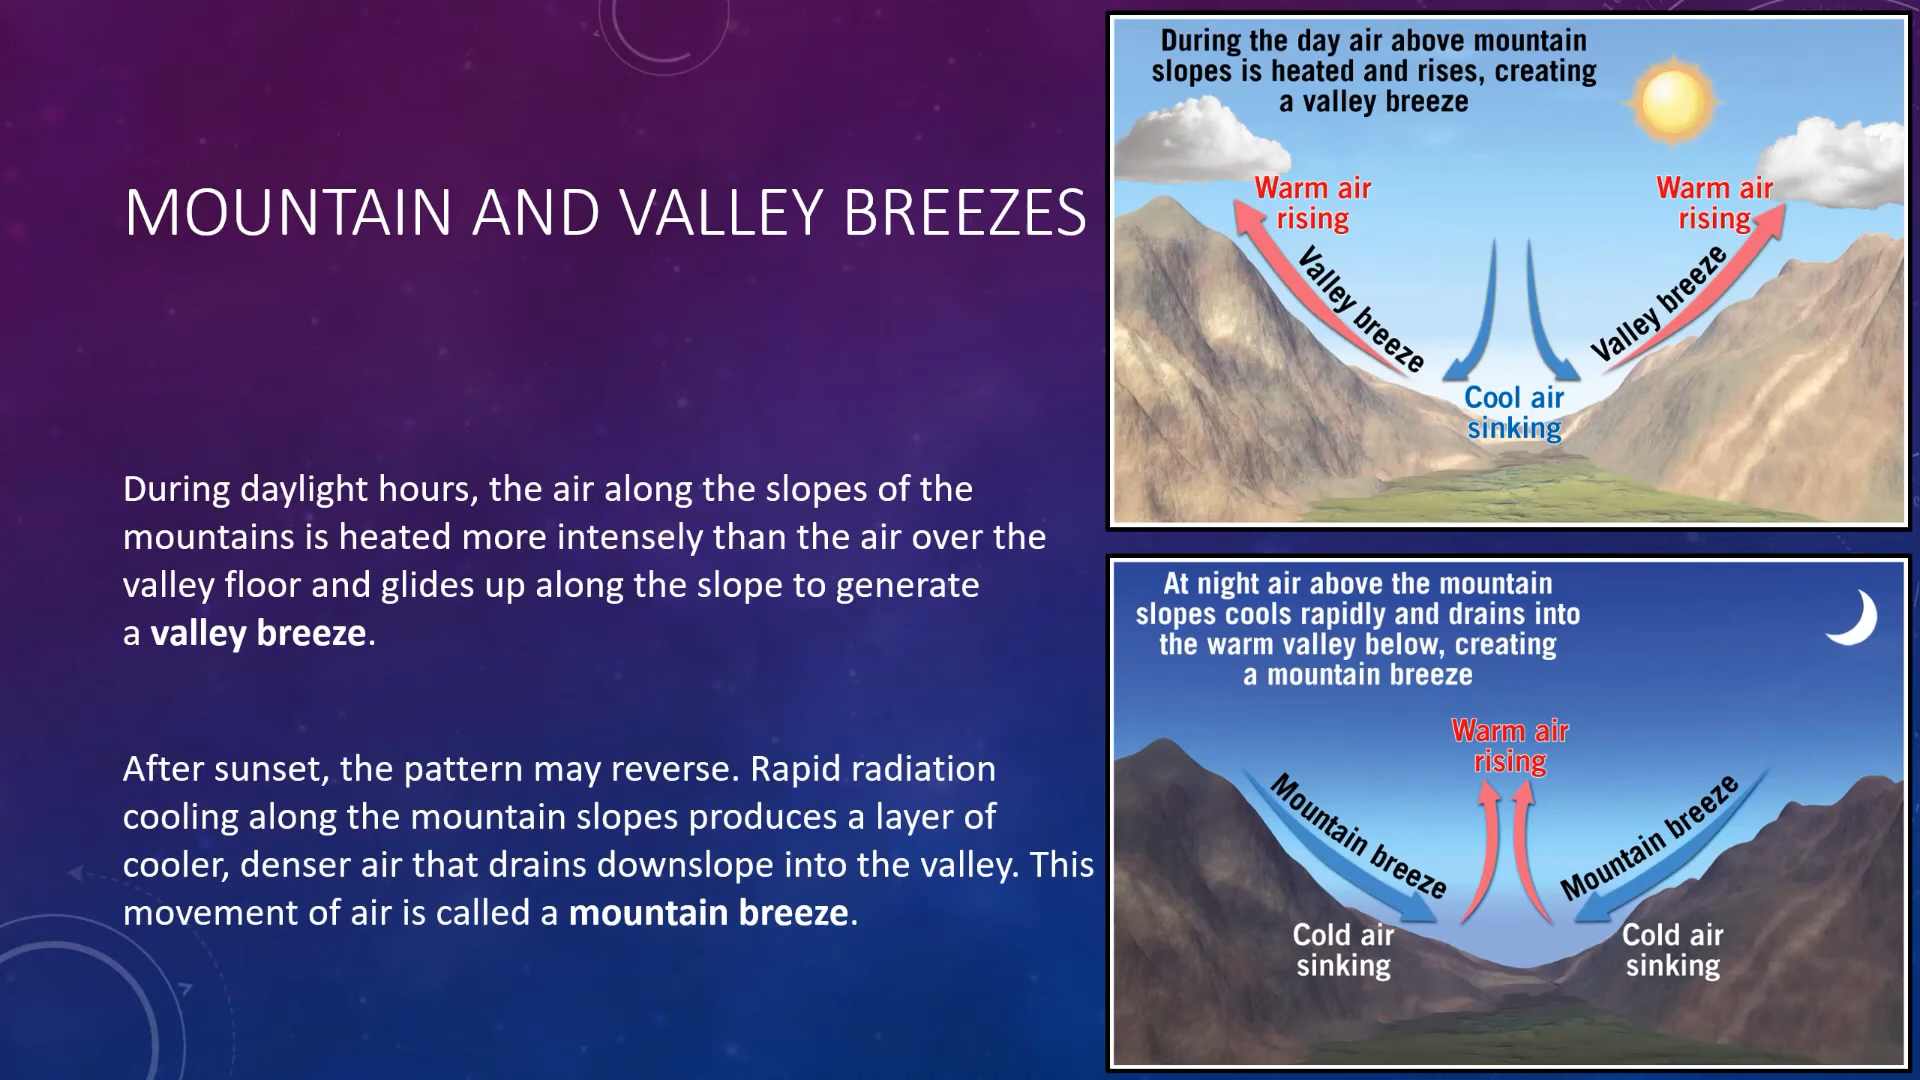 MOUNTAIN AND VALLEY BREEZES
During daylight hours, the air along the slopes of the
mountains is heated more intensely than the air over the
valley floor and glides up along the slope to generate
a valley breeze.
After sunset, the pattern may reverse. Rapid radiation
cooling along the mountain slopes produces a layer of
cooler, denser air that drains downslope into the valley. This
movement of air is called a mountain breeze.
During the day air above mountain
slopes is heated and rises, creating
a valley breeze
Warm air
rising
Warm air
rising
Valley breeze
Valley breeze
Cool air
sinking
At night air above the mountain
slopes cools rapidly and drains into
the warm valley below, creating
a mountain breeze
Warm air
rising
Mountain breeze
Mountain breeze
Cold air
sinking
Cold air
sinking